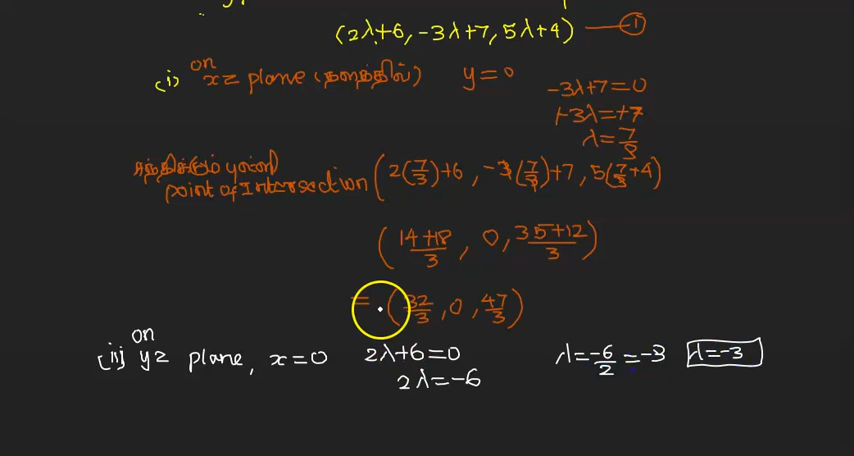 (2λ+6, -3λ+7, 5λ+4) — ①
(i) on xz plane y=0
-3λ+7=0
+3λ=+7
λ=7/3
point of Intersection (2(7/3)+6, -3(7/3)+7, 5(7/3+4)
(14+18/3, 0, 35+12/3)
= (32/3, 0, 47/3)
(ii) on yz plane, x=0 2λ+6=0 λ=-6/2=-3 λ=-3
2λ=-6